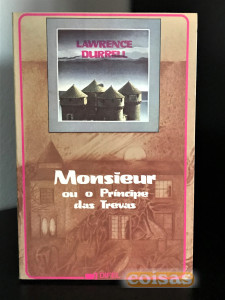 LAWRENCE
DURRELL
Monsieur
ou o Príncipe
das Trevas
coisas